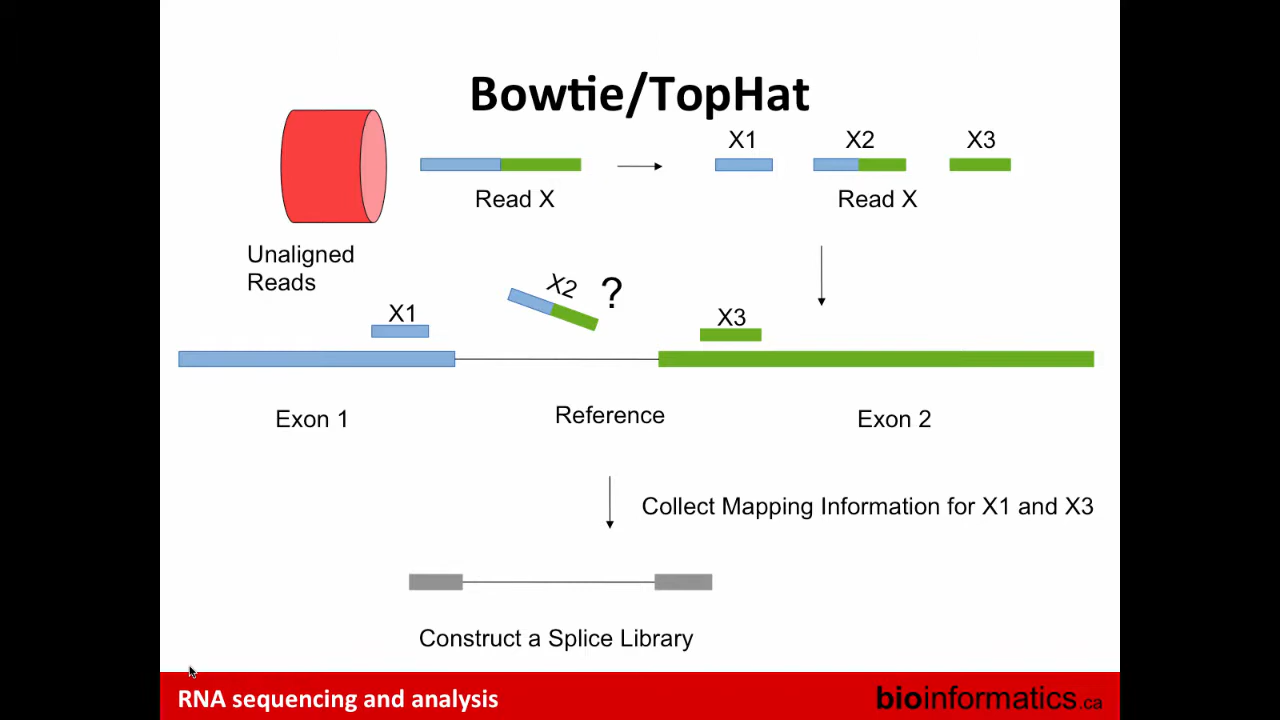 Bowtie/TopHat
X1
X2
X3
Read X
Read X
Unaligned
Reads
X1
X2
?
X3
Exon 1
Reference
Exon 2
Collect Mapping Information for X1 and X3
Construct a Splice Library
RNA sequencing and analysis
bioinformatics.ca